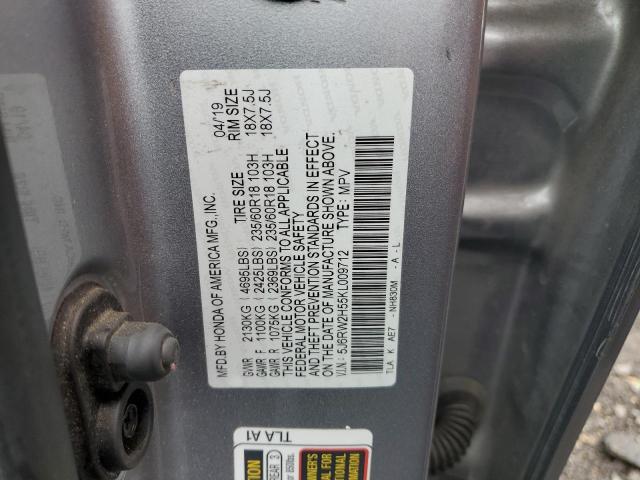 MFD.BY HONDA OF AMERICA MFG.,INC. 04/19
TIRE SIZE RIM SIZE
GVWR 2130KG (4695LBS)
GAWR F 1100KG (2425LBS) 235/60R18 103H 18X7.5J
GAWR R 1075KG (2369LBS) 235/60R18 103H 18X7.5J
THIS VEHICLE CONFORMS TO ALL APPLICABLE
FEDERAL MOTOR VEHICLE SAFETY
AND THEFT PREVENTION STANDARDS IN EFFECT
ON THE DATE OF MANUFACTURE SHOWN ABOVE.
V.I.N.: 5J6RW2H55KL009712 TYPE: MPV
TLA K AE7 -NH830M -A -L
TLA A1
REAR 3